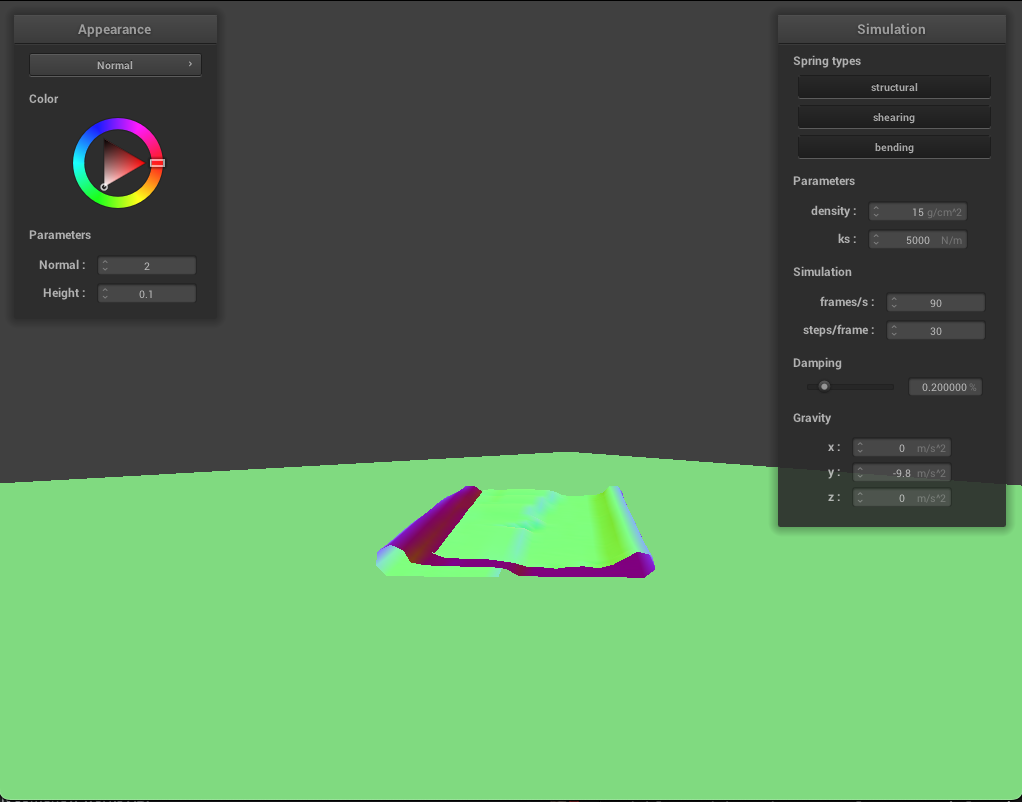 Appearance
Normal
Color
Parameters
Normal : 2
Height : 0.1
Simulation
Spring types
structural
shearing
bending
Parameters
density : 15 g/cm^2
ks : 5000 N/m
Simulation
frames/s : 90
steps/frame : 30
Damping
0.200000 %
Gravity
x : 0 m/s^2
y : -9.8 m/s^2
z : 0 m/s^2